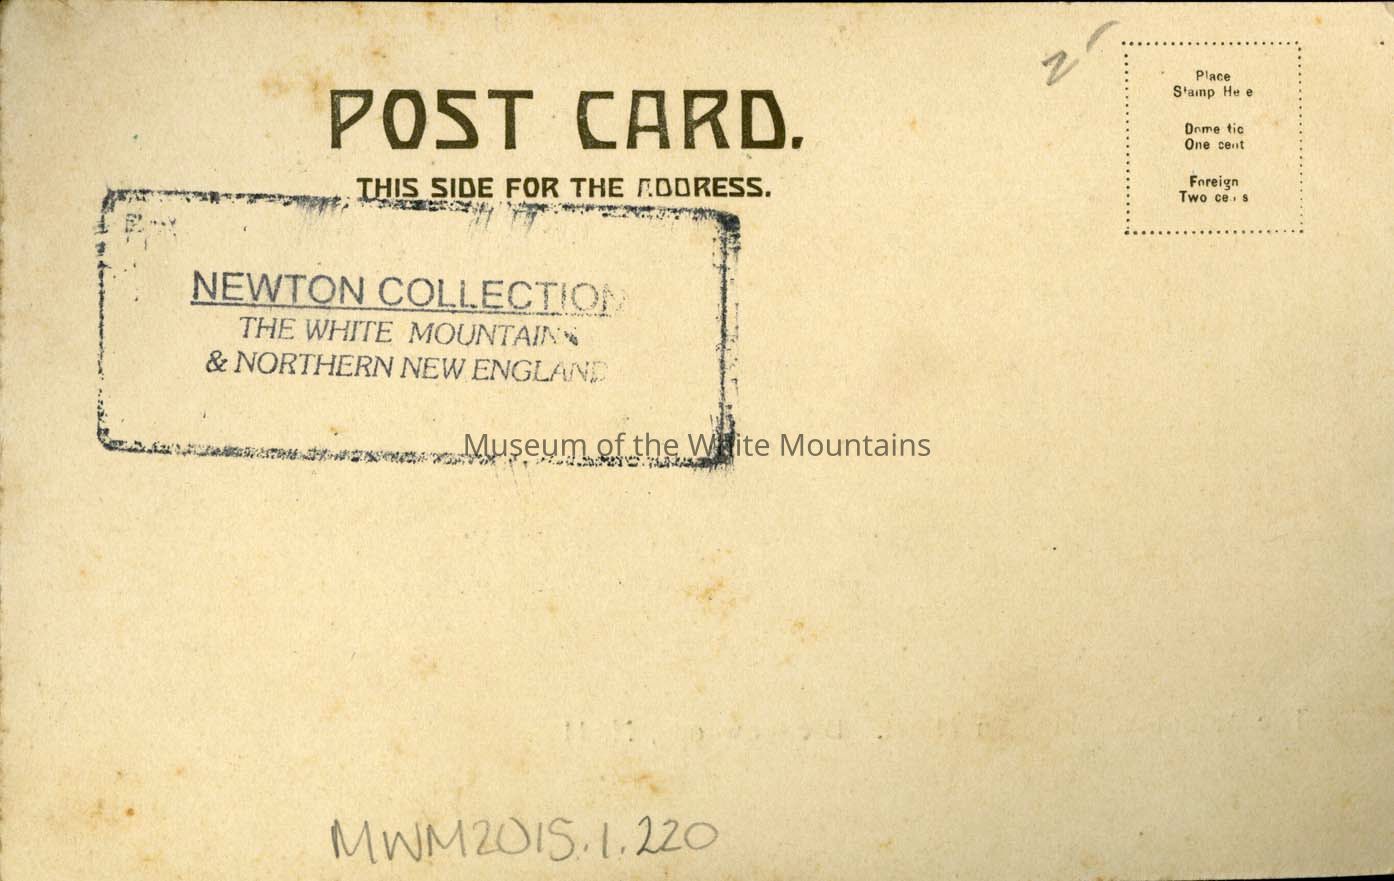 POST CARD.
THIS SIDE FOR THE ADDRESS.
Place
Stamp Here
Domestic
One cent
Foreign
Two cents
NEWTON COLLECTION
THE WHITE MOUNTAINS
& NORTHERN NEW ENGLAND
Museum of the White Mountains
MWM2015.1.220